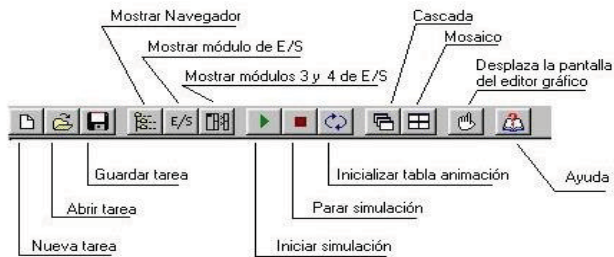 Mostrar Navegador
Cascada
Mostrar módulo de E/S
Mosaico
Mostrar módulos 3 y 4 de E/S
Desplaza la pantalla
del editor gráfico
E/S
Guardar tarea
Inicializar tabla animación
Ayuda
Abrir tarea
Parar simulación
Nueva tarea
Iniciar simulación